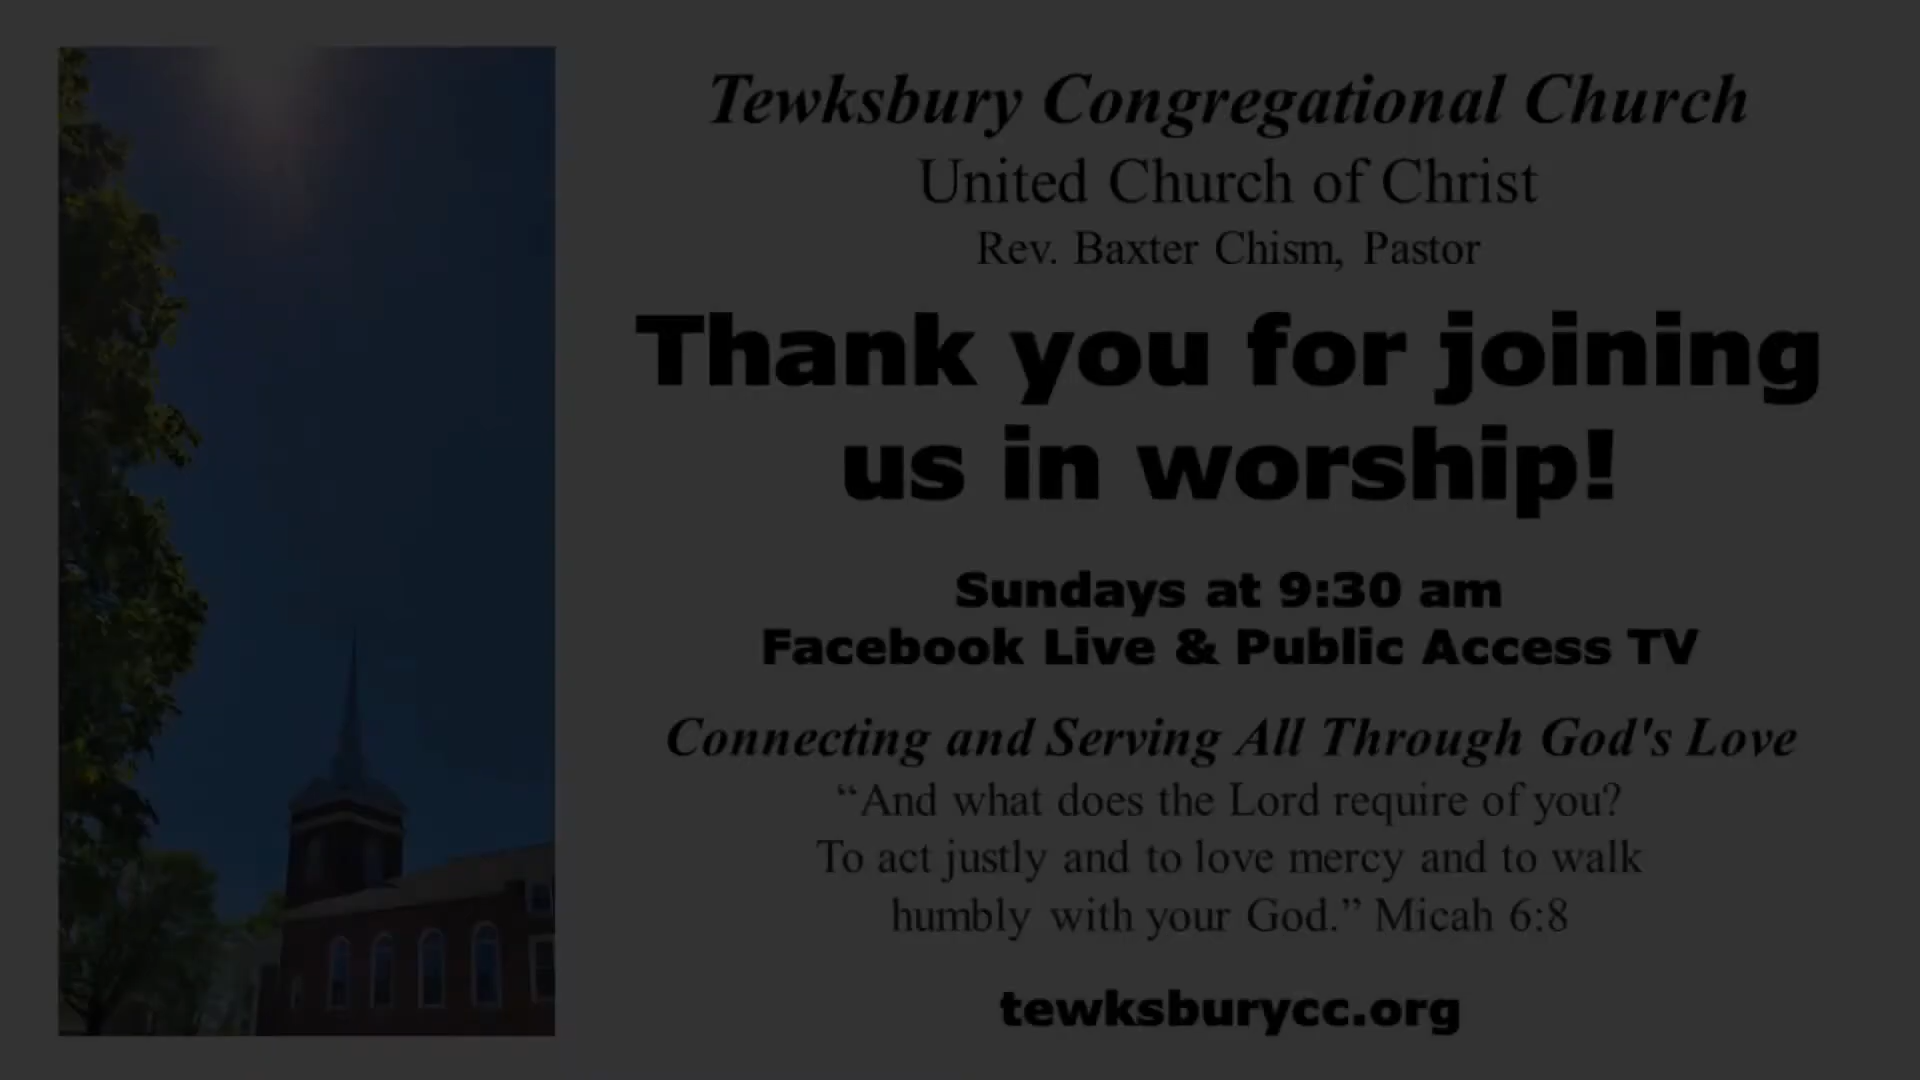 Tewksbury Congregational Church
United Church of Christ
Rev. Baxter Chism, Pastor
Thank you for joining
us in worship!
Sundays at 9:30 am
Facebook Live & Public Access TV
Connecting and Serving All Through God's Love
“And what does the Lord require of you?
To act justly and to love mercy and to walk
humbly with your God.” Micah 6:8
tewksburycc.org